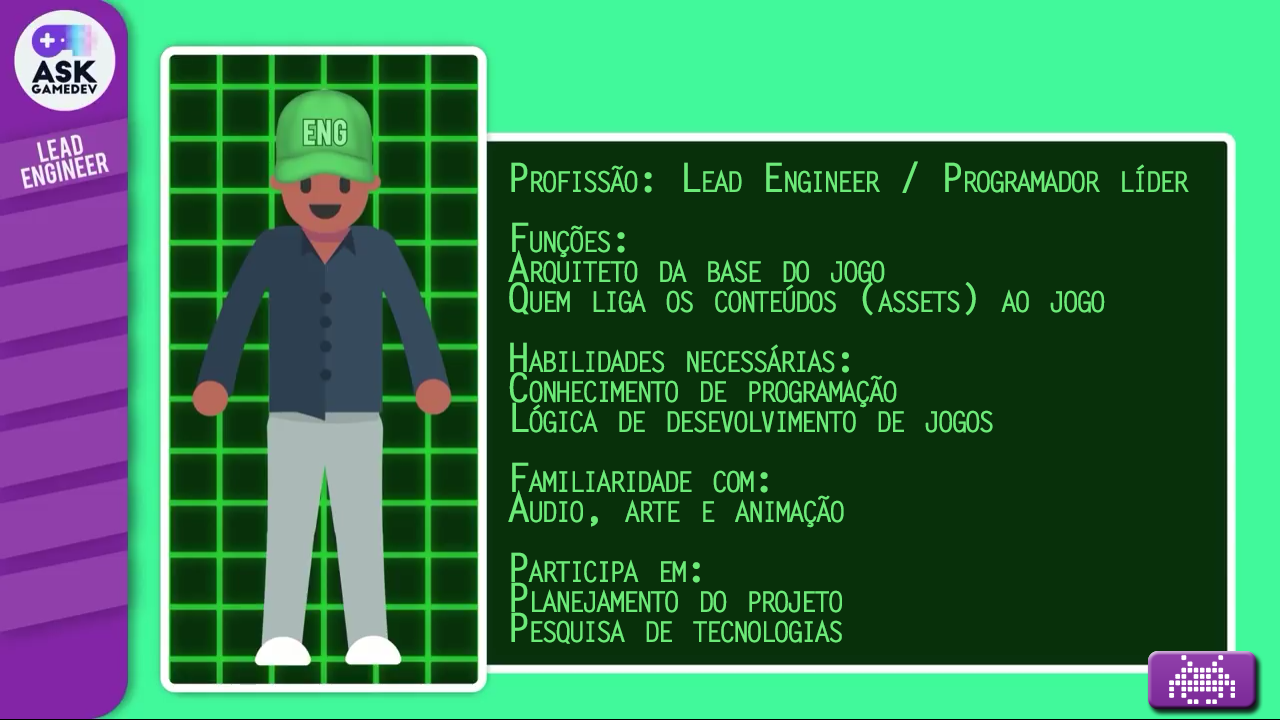 ASK
GAMEDEV
LEAD
ENGINEER
ENG
Profissão: Lead Engineer / Programador líder
Funções:
Arquiteto da base do jogo
Quem liga os conteúdos (assets) ao jogo
Habilidades necessárias:
Conhecimento de programação
Lógica de desevolvimento de jogos
Familiaridade com:
Audio, arte e animação
Participa em:
Planejamento do projeto
Pesquisa de tecnologias